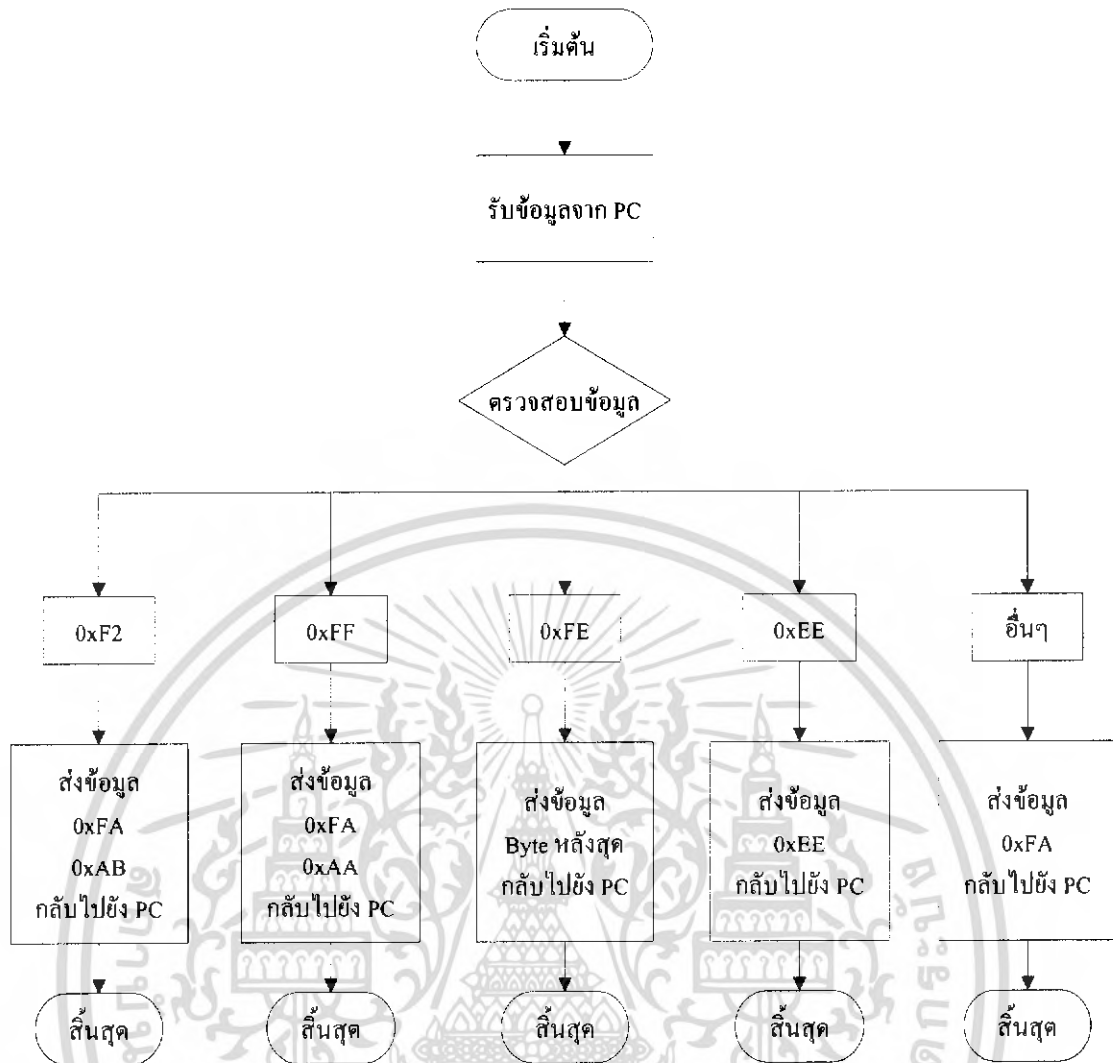 เริ่มต้น
รับข้อมูลจาก PC
ตรวจสอบข้อมูล
0xF2
0xFF
0xFE
0xEE
อื่นๆ
ส่งข้อมูล
0xFA
0xAB
กลับไปยัง PC
ส่งข้อมูล
0xFA
0xAA
กลับไปยัง PC
ส่งข้อมูล
Byte หลังสุด
กลับไปยัง PC
ส่งข้อมูล
0xEE
กลับไปยัง PC
ส่งข้อมูล
0xFA
กลับไปยัง PC
สิ้นสุด
สิ้นสุด
สิ้นสุด
สิ้นสุด
สิ้นสุด